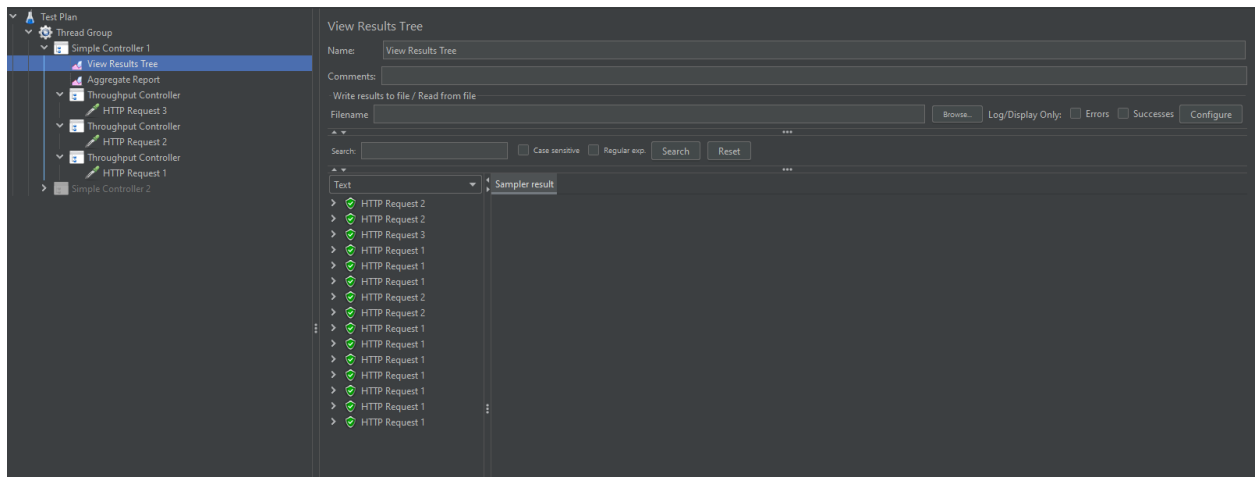 Test Plan
Thread Group
Simple Controller 1
View Results Tree
Aggregate Report
Throughput Controller
HTTP Request 3
Throughput Controller
HTTP Request 2
Throughput Controller
HTTP Request 1
Simple Controller 2
View Results Tree
Name: View Results Tree
Comments:
Write results to file / Read from file
Filename Browse... Log/Display Only: Errors Successes Configure
Search: Case sensitive Regular exp. Search Reset
Text Sampler result
HTTP Request 2
HTTP Request 2
HTTP Request 3
HTTP Request 1
HTTP Request 1
HTTP Request 1
HTTP Request 2
HTTP Request 2
HTTP Request 1
HTTP Request 1
HTTP Request 1
HTTP Request 1
HTTP Request 1
HTTP Request 1
HTTP Request 1